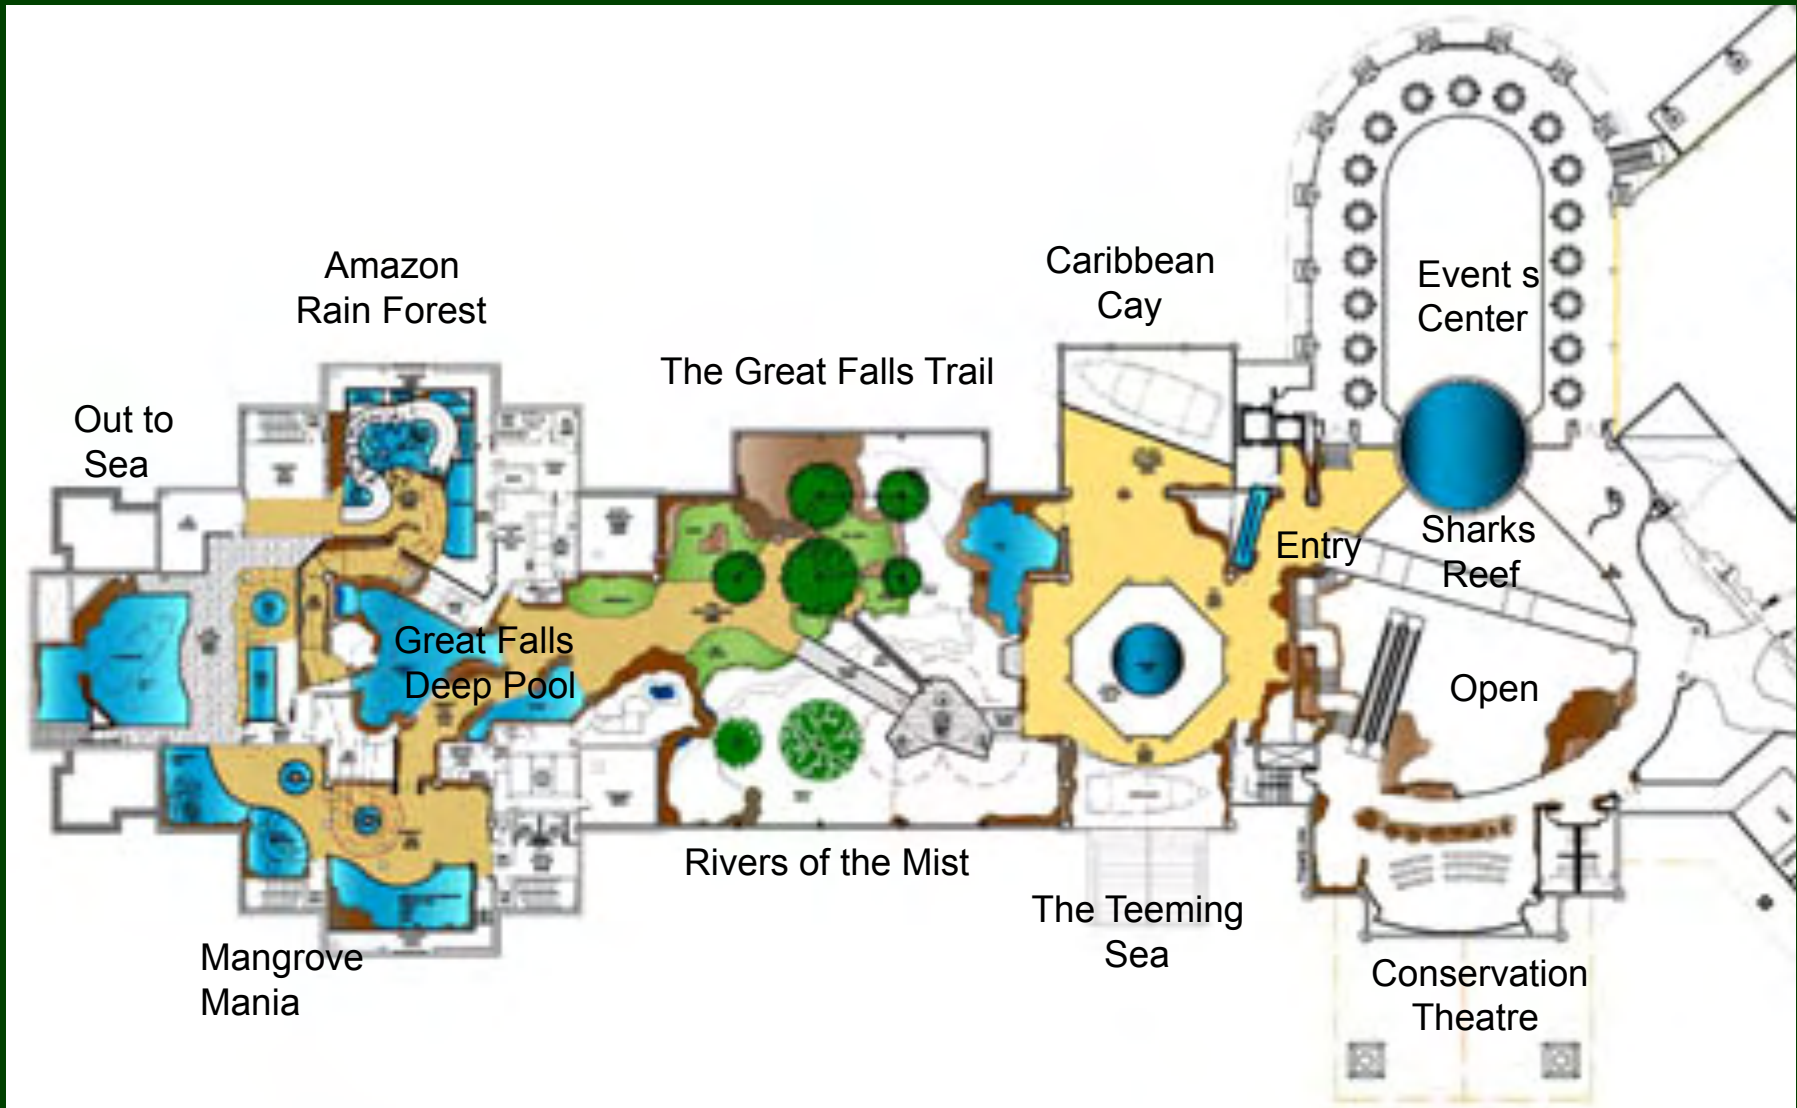 Amazon
Rain Forest
Out to
Sea
The Great Falls Trail
Caribbean
Cay
Event s
Center
Great Falls
Deep Pool
Entry
Sharks
Reef
Open
Rivers of the Mist
The Teeming
Sea
Mangrove
Mania
Conservation
Theatre